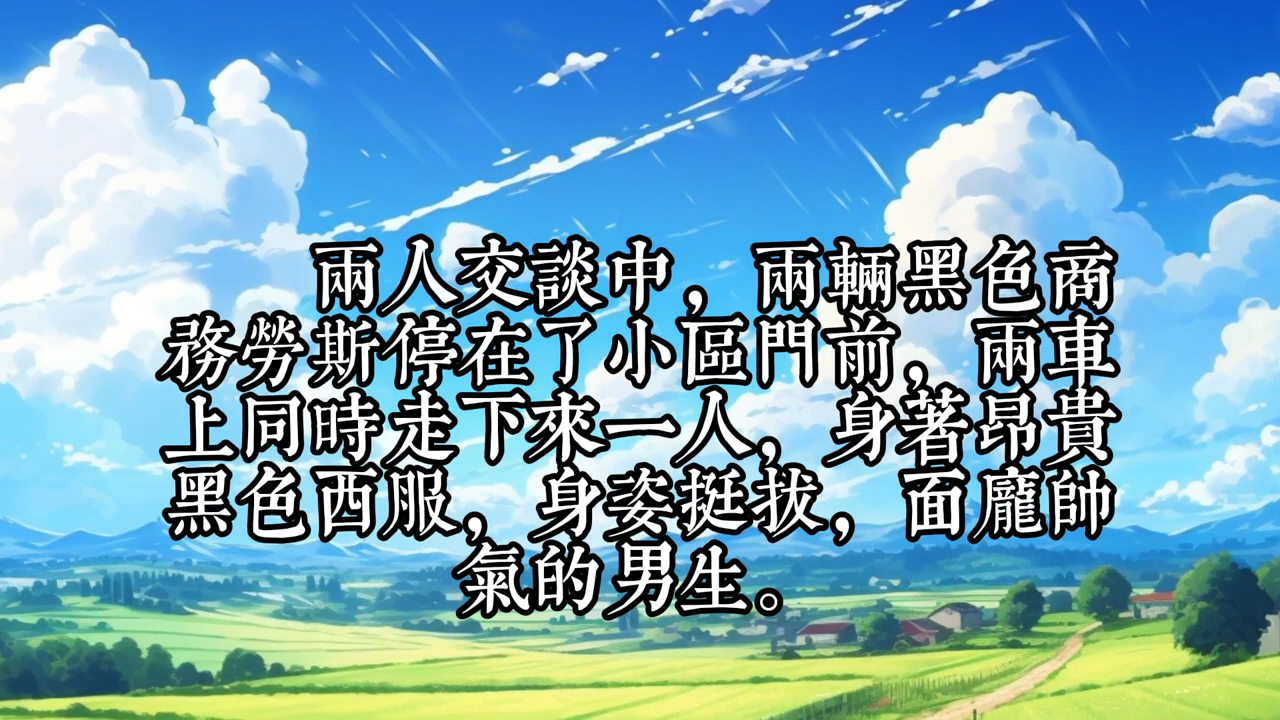 兩人交談中，兩輛黑色商
務勞斯停在了小區門前，兩車
上同時走下來一人，身著昂貴
黑色西服，身姿挺拔，面龐帥
氣的男生。